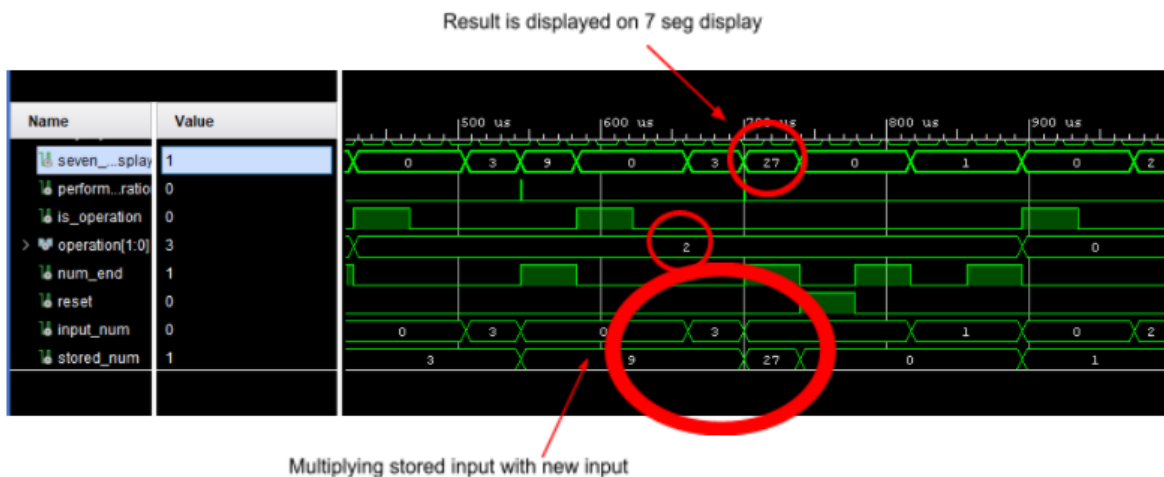 Result is displayed on 7 seg display
Name Value
500 us 600 us 700 us 800 us 900 us
seven_...splay 1 0 3 9 0 3 27 0 1 0 2
perform...ratio 0
is_operation 0
operation[1:0] 3 2 0
num_end 1
reset 0
input_num 0 0 3 0 3 1 0 2
stored_num 1 3 9 27 0 1
Multiplying stored input with new input